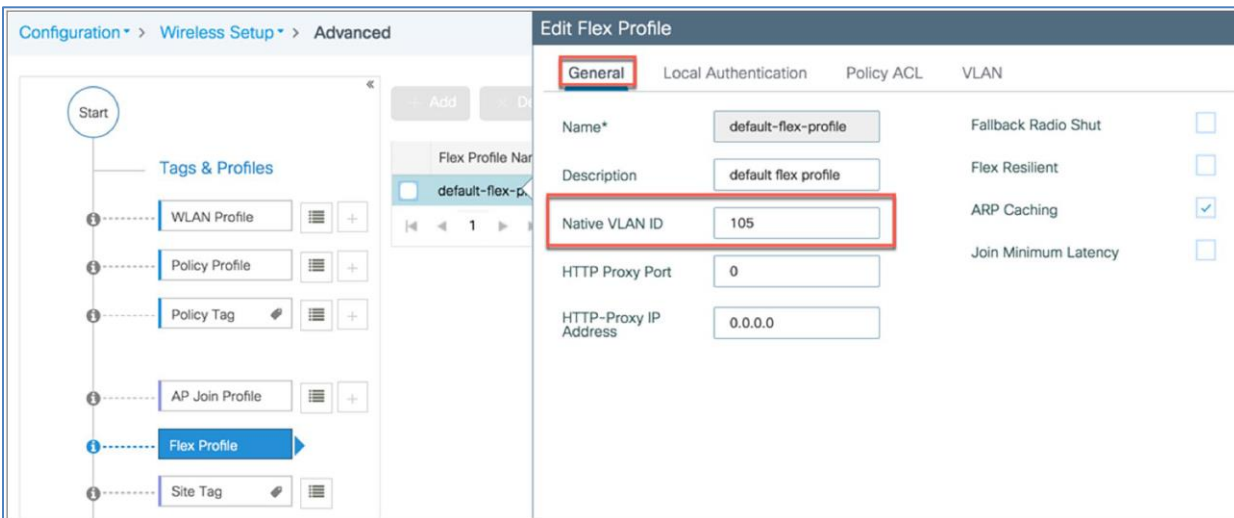 Configuration > Wireless Setup > Advanced
Start
Tags & Profiles
WLAN Profile
Policy Profile
Policy Tag
AP Join Profile
Flex Profile
Site Tag
+ Add
Flex Profile
default-flex-p
1
Edit Flex Profile
General Local Authentication Policy ACL VLAN
Name* default-flex-profile
Description default flex profile
Native VLAN ID 105
HTTP Proxy Port 0
HTTP-Proxy IP
Address
0.0.0.0
Fallback Radio Shut
Flex Resilient
ARP Caching
Join Minimum Latency